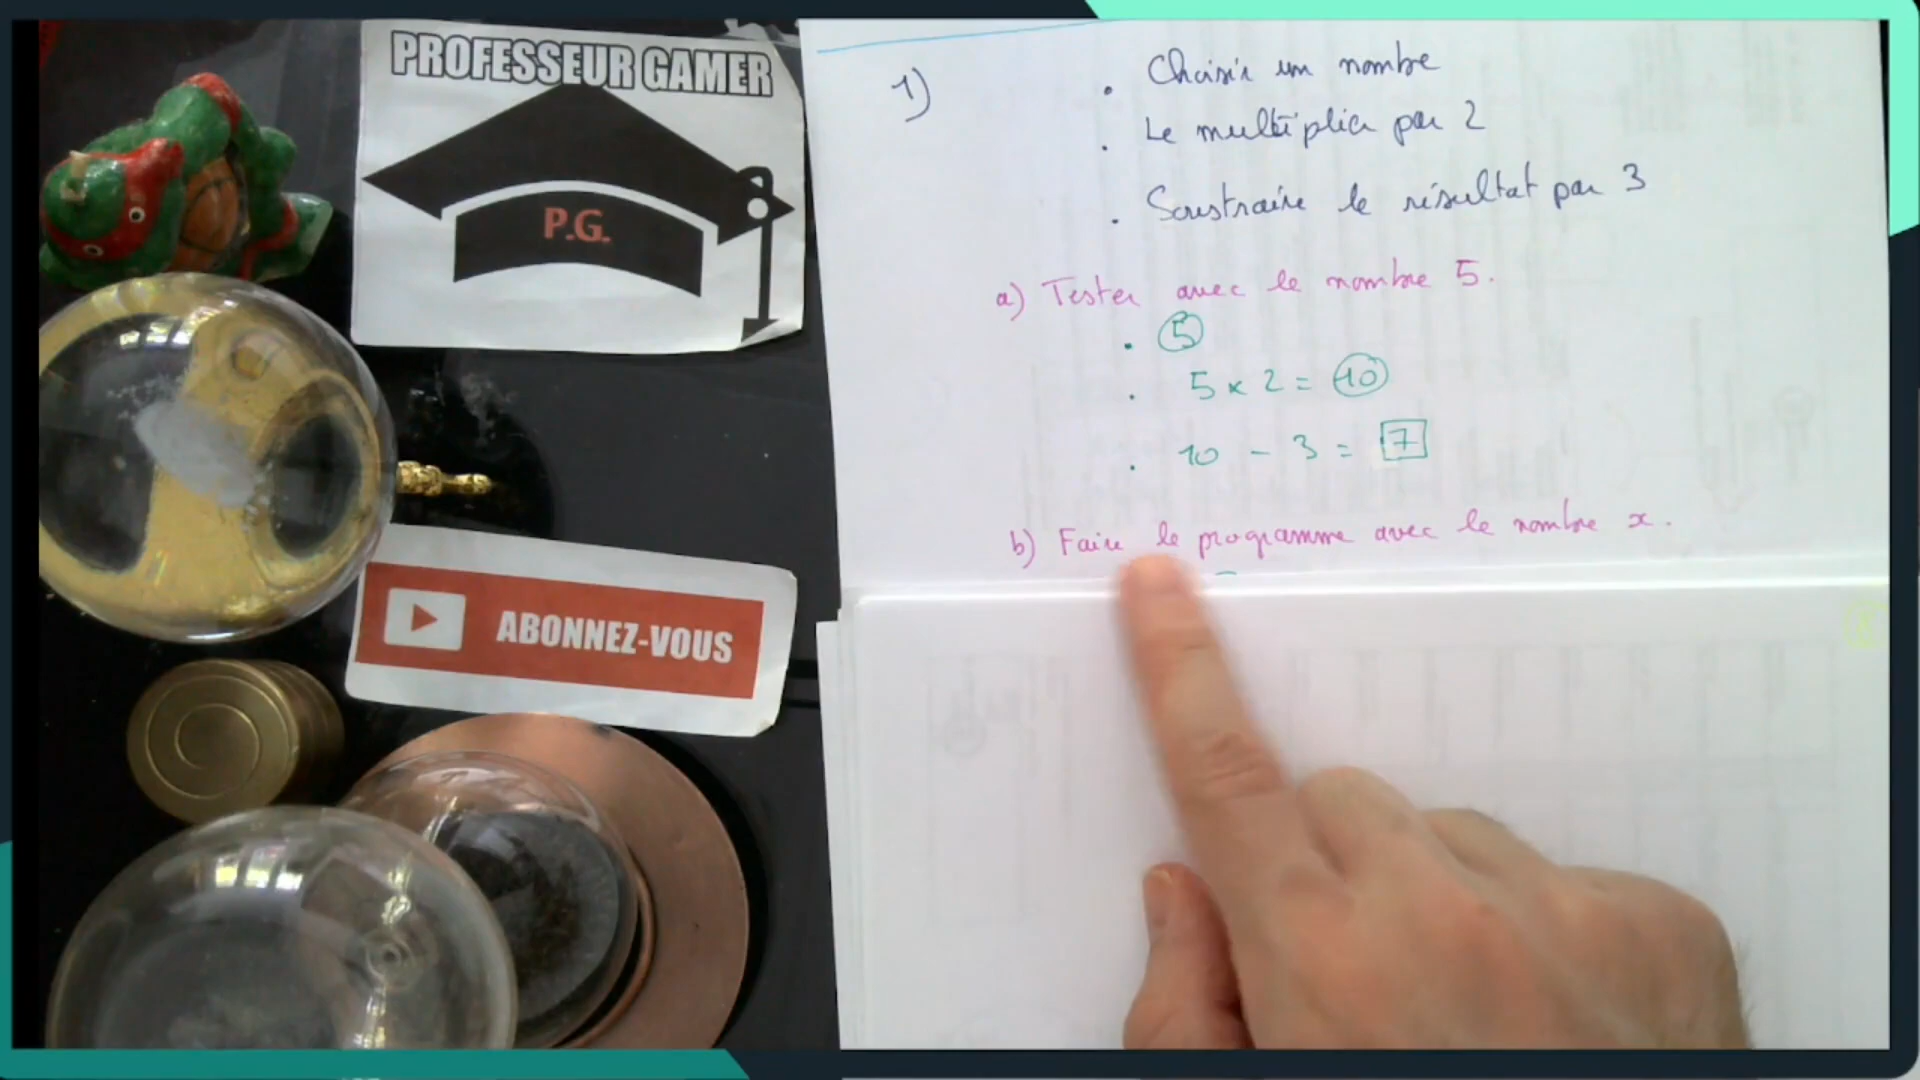 PROFESSEUR GAMER
P.G.
ABONNEZ-VOUS
1)
. Choisir un nombre
. Le multiplier par 2
. Soustraire le résultat par 3
a) Tester avec le nombre 5.
. 5
. 5 x 2 = 10
. 10 - 3 = 7
b) Faire le programme avec le nombre x.